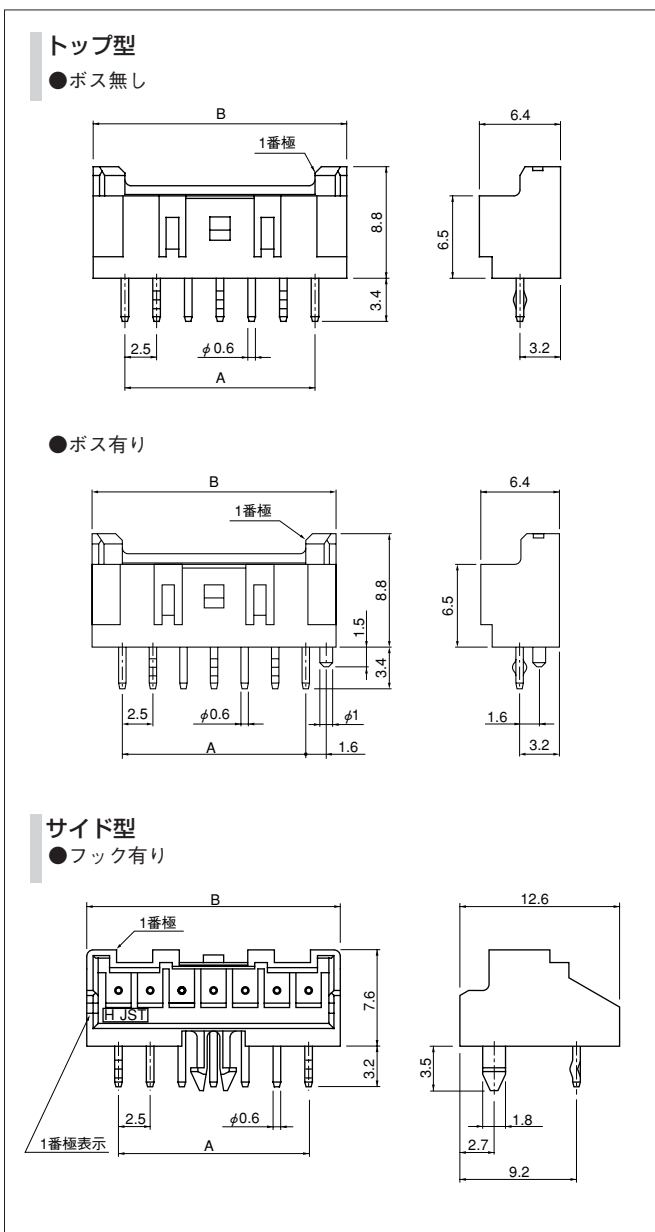 トップ型
●ボス無し
B
1番極
6.4
8.8
6.5
3.4
2.5
φ0.6
A
3.2
●ボス有り
B
1番極
6.4
8.8
6.5
1.5
3.4
2.5
φ0.6
φ1
A
1.6
1.6
3.2
サイド型
●フック有り
B
1番極
12.6
7.6
H JST
3.2
3.5
2.5
φ0.6
1.8
1番極表示
A
2.7
9.2